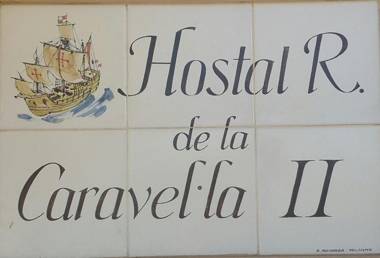 Hostal R.
de la
Caravel·la II